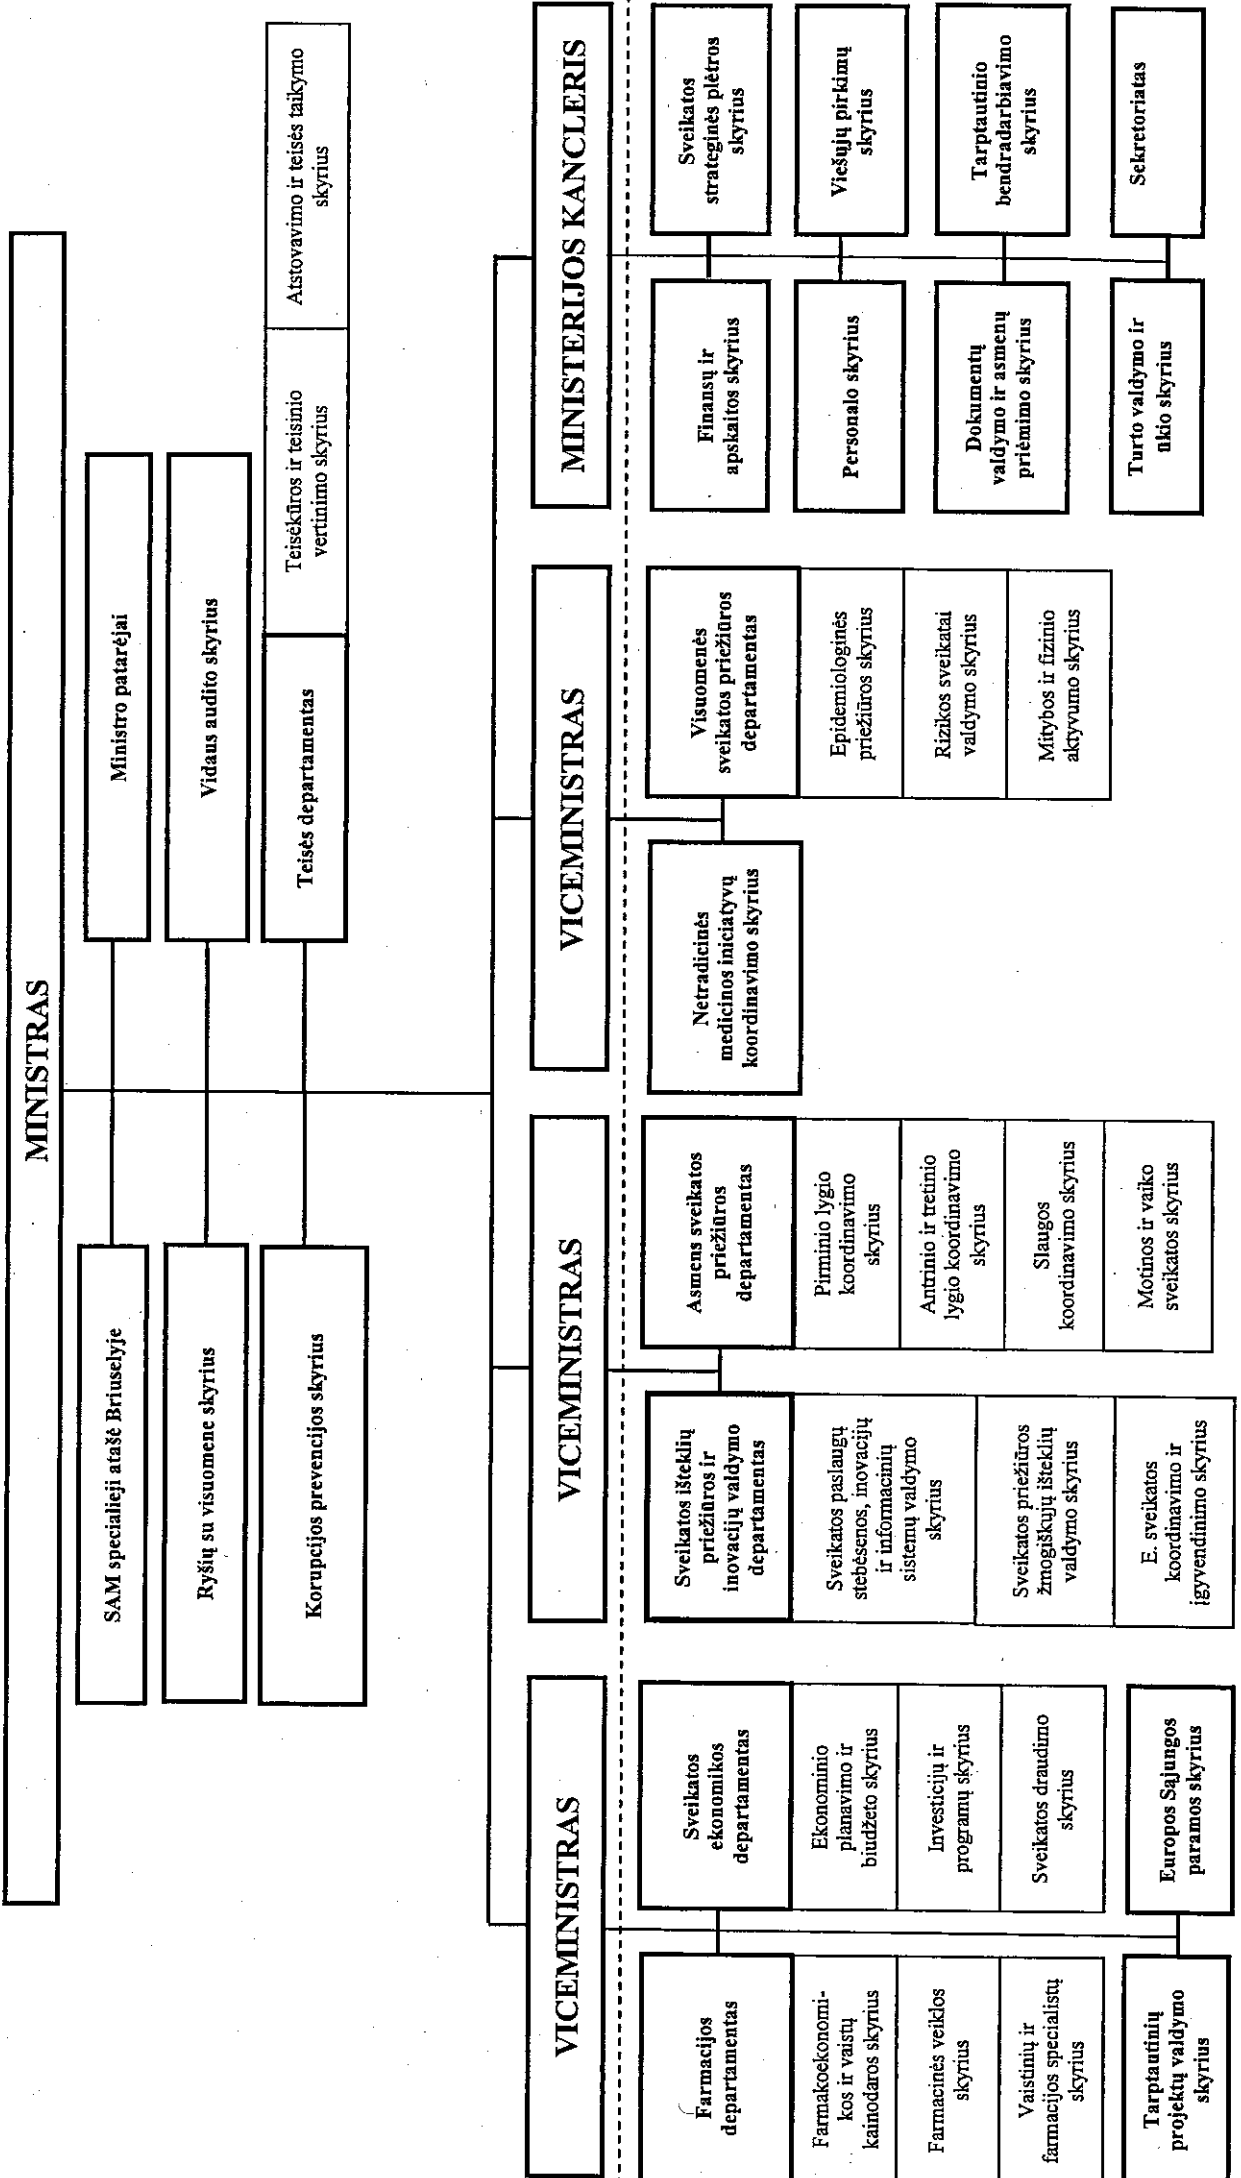 MINISTRAS
SAM specialieji atašė Briuselyje
Ministro patarėjai
Ryšių su visuomene skyrius
Vidaus audito skyrius
Korupcijos prevencijos skyrius
Teisės departamentas
Teisėkūros ir teisinio
vertinimo skyrius
Atstovavimo ir teisės taikymo
skyrius
VICEMINISTRAS
VICEMINISTRAS
VICEMINISTRAS
MINISTERIJOS KANCLERIS
Farmacijos
departamentas
Farmakoekonomi-
kos ir vaistų
kainodaros skyrius
Farmacinės veiklos
skyrius
Vaistinių ir
farmacijos specialistų
skyrius
Tarptautinių
projektų valdymo
skyrius
Sveikatos
ekonomikos
departamentas
Ekonominio
planavimo ir
biudžeto skyrius
Investicijų ir
programų skyrius
Sveikatos draudimo
skyrius
Europos Sąjungos
paramos skyrius
Sveikatos išteklių
priežiūros ir
inovacijų valdymo
departamentas
Sveikatos paslaugų
stebėsenos, inovacijų
ir informacinių
sistemų valdymo
skyrius
Sveikatos priežiūros
žmogiškųjų išteklių
valdymo skyrius
E. sveikatos
koordinavimo ir
įgyvendinimo skyrius
Asmens sveikatos
priežiūros
departamentas
Pirminio lygio
koordinavimo
skyrius
Antrinio ir tretinio
lygio koordinavimo
skyrius
Slaugos
koordinavimo skyrius
Motinos ir vaiko
sveikatos skyrius
Netradicinės
medicinos iniciatyvų
koordinavimo skyrius
Visuomenės
sveikatos priežiūros
departamentas
Epidemiologinės
priežiūros skyrius
Rizikos sveikatai
valdymo skyrius
Mitybos ir fizinio
aktyvumo skyrius
Finansų ir
apskaitos skyrius
Sveikatos
strateginės plėtros
skyrius
Personalo skyrius
Viešųjų pirkimų
skyrius
Dokumentų
valdymo ir asmenų
priėmimo skyrius
Tarptautinio
bendradarbiavimo
skyrius
Turto valdymo ir
ūkio skyrius
Sekretoriatas